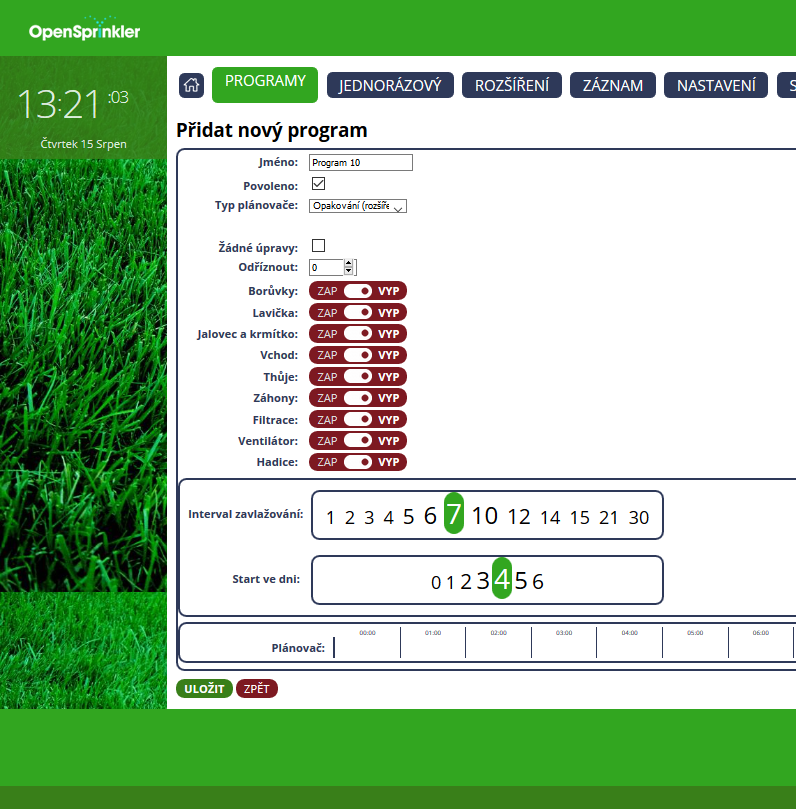 OpenSprinkler
13:21 :03
Čtvrtek 15 Srpen
PROGRAMY JEDNORÁZOVÝ ROZŠÍŘENÍ ZÁZNAM NASTAVENÍ S
Přidat nový program
Jméno: Program 10
Povoleno:
Typ plánovače: Opakování (rozšíře
Žádné úpravy:
Odříznout: 0
Borůvky: ZAP VYP
Lavička: ZAP VYP
Jalovec a krmítko: ZAP VYP
Vchod: ZAP VYP
Thůje: ZAP VYP
Záhony: ZAP VYP
Filtrace: ZAP VYP
Ventilátor: ZAP VYP
Hadice: ZAP VYP
Interval zavlažování: 1 2 3 4 5 6 7 10 12 14 15 21 30
Start ve dni: 0 1 2 3 4 5 6
Plánovač: 00:00 01:00 02:00 03:00 04:00 05:00 06:00
ULOŽIT ZPĚT